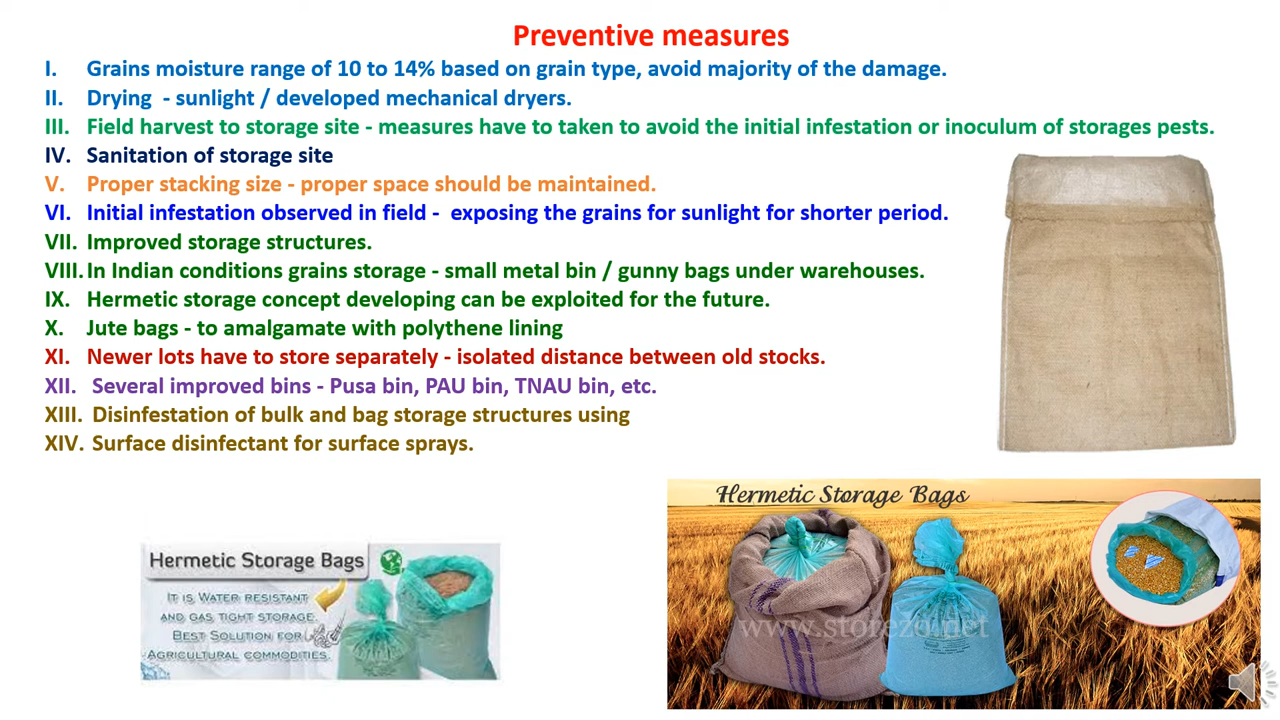 Preventive measures
I. Grains moisture range of 10 to 14% based on grain type, avoid majority of the damage.
II. Drying - sunlight / developed mechanical dryers.
III. Field harvest to storage site - measures have to taken to avoid the initial infestation or inoculum of storages pests.
IV. Sanitation of storage site
V. Proper stacking size - proper space should be maintained.
VI. Initial infestation observed in field - exposing the grains for sunlight for shorter period.
VII. Improved storage structures.
VIII. In Indian conditions grains storage - small metal bin / gunny bags under warehouses.
IX. Hermetic storage concept developing can be exploited for the future.
X. Jute bags - to amalgamate with polythene lining
XI. Newer lots have to store separately - isolated distance between old stocks.
XII. Several improved bins - Pusa bin, PAU bin, TNAU bin, etc.
XIII. Disinfestation of bulk and bag storage structures using
XIV. Surface disinfectant for surface sprays.
Hermetic Storage Bags
www.storezo.net
Hermetic Storage Bags
It is Water resistant
and gas tight storage.
Best Solution for
Agricultural commodities.